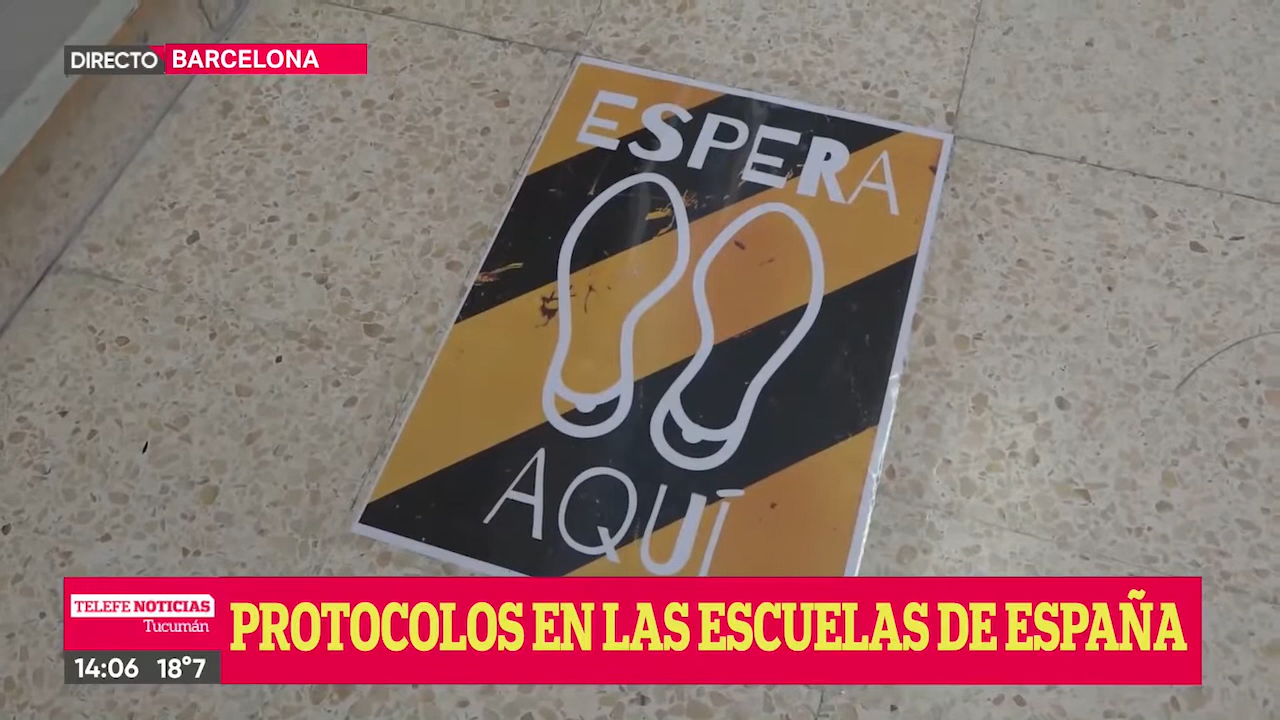 DIRECTO BARCELONA
ESPERA
AQUÍ
TELEFE NOTICIAS
Tucumán
PROTOCOLOS EN LAS ESCUELAS DE ESPAÑA
14:06 18°7